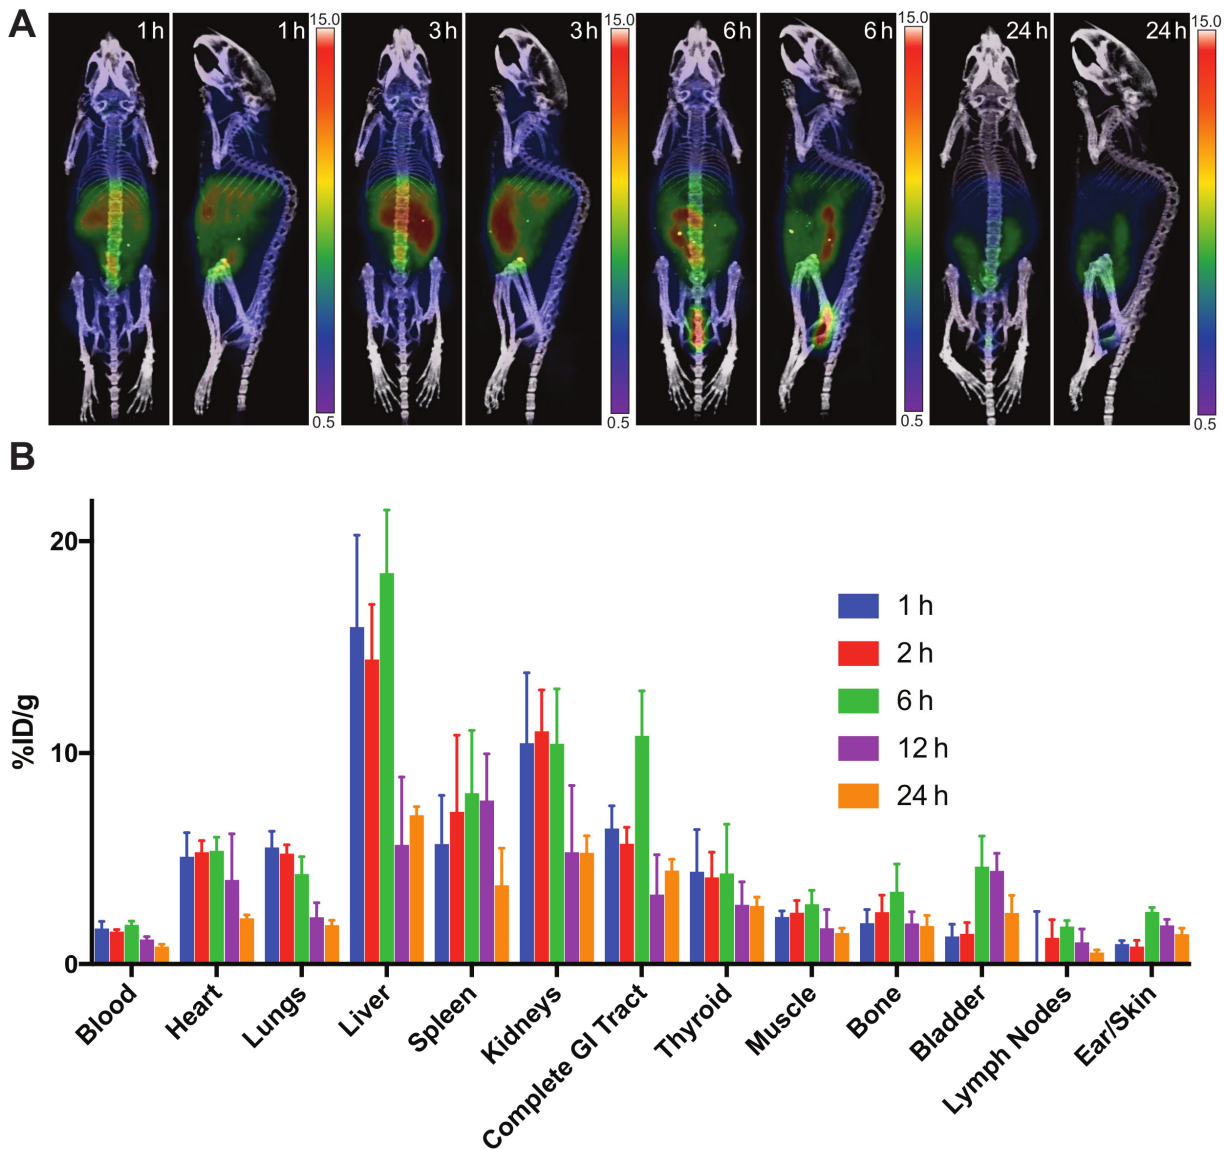 A
1 h
1 h
15.0
0.5
3 h
3 h
15.0
0.5
6 h
6 h
15.0
0.5
24 h
24 h
15.0
0.5
B
%ID/g
20
10
0
1 h
2 h
6 h
12 h
24 h
Blood
Heart
Lungs
Liver
Spleen
Kidneys
Complete GI Tract
Thyroid
Muscle
Bone
Bladder
Lymph Nodes
Ear/Skin